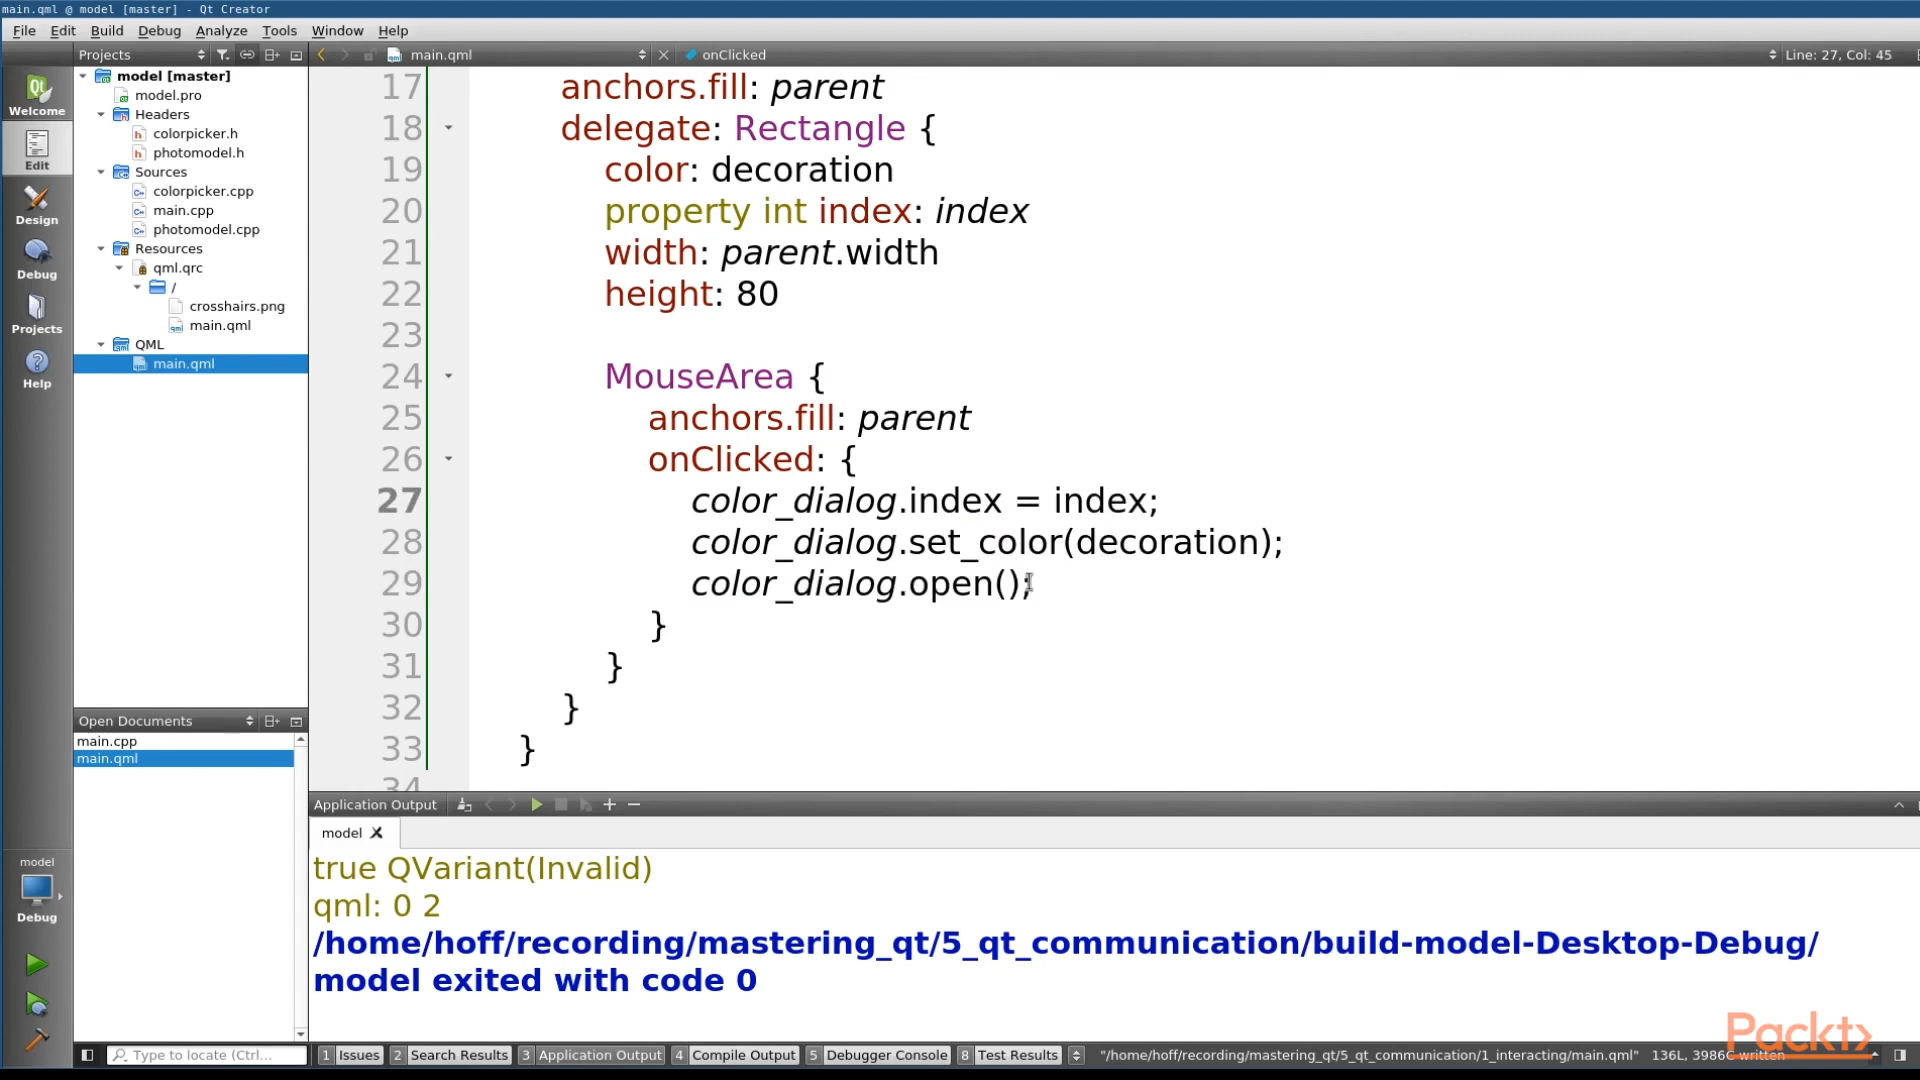 main.qml @ model [master] - Qt Creator
File Edit Build Debug Analyze Tools Window Help
Projects
main.qml
onClicked
Line: 27, Col: 45
Welcome
Edit
Design
Debug
Projects
Help
model [master]
model.pro
Headers
colorpicker.h
photomodel.h
Sources
colorpicker.cpp
main.cpp
photomodel.cpp
Resources
qml.qrc
/
crosshairs.png
main.qml
QML
main.qml
17 anchors.fill: parent
18 delegate: Rectangle {
19 color: decoration
20 property int index: index
21 width: parent.width
22 height: 80
23
24 MouseArea {
25 anchors.fill: parent
26 onClicked: {
27 color_dialog.index = index;
28 color_dialog.set_color(decoration);
29 color_dialog.open();
30 }
31 }
32 }
33 }
34
Open Documents
main.cpp
main.qml
Application Output
model
true QVariant(Invalid)
qml: 0 2
/home/hoff/recording/mastering_qt/5_qt_communication/build-model-Desktop-Debug/
model exited with code 0
model
Debug
Packt>
Type to locate (Ctrl...
1 Issues 2 Search Results 3 Application Output 4 Compile Output 5 Debugger Console 8 Test Results
"/home/hoff/recording/mastering_qt/5_qt_communication/1_interacting/main.qml" 136L, 3986C written